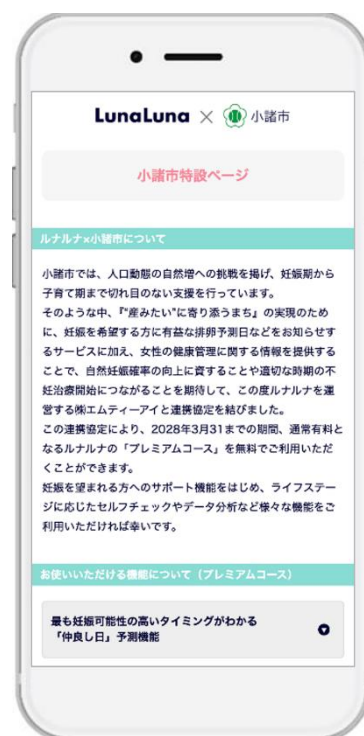 LunaLuna × 小諸市
小諸市特設ページ
ルナルナ×小諸市について
小諸市では、人口動態の自然増への挑戦を掲げ、妊娠期から
子育て期まで切れ目のない支援を行っています。
そのような中、『"産みたい"に寄り添うまち』の実現のため
に、妊娠を希望する方に有益な排卵予測日などをお知らせす
るサービスに加え、女性の健康管理に関する情報を提供する
ことで、自然妊娠確率の向上に資することや適切な時期の不
妊治療開始につながることを期待して、この度ルナルナを運
営する㈱エムティーアイと連携協定を結びました。
この連携協定により、2028年3月31までの期間、通常有料と
なるルナルナの「プレミアムコース」を無料でご利用いただ
くことができます。
妊娠を望まれる方へのサポート機能をはじめ、ライフステー
ジに応じたセルフチェックやデータ分析など様々な機能をご
利用いただければ幸いです。
お使いいただける機能について（プレミアムコース）
最も妊娠可能性の高いタイミングがわかる
「仲良し日」予測機能